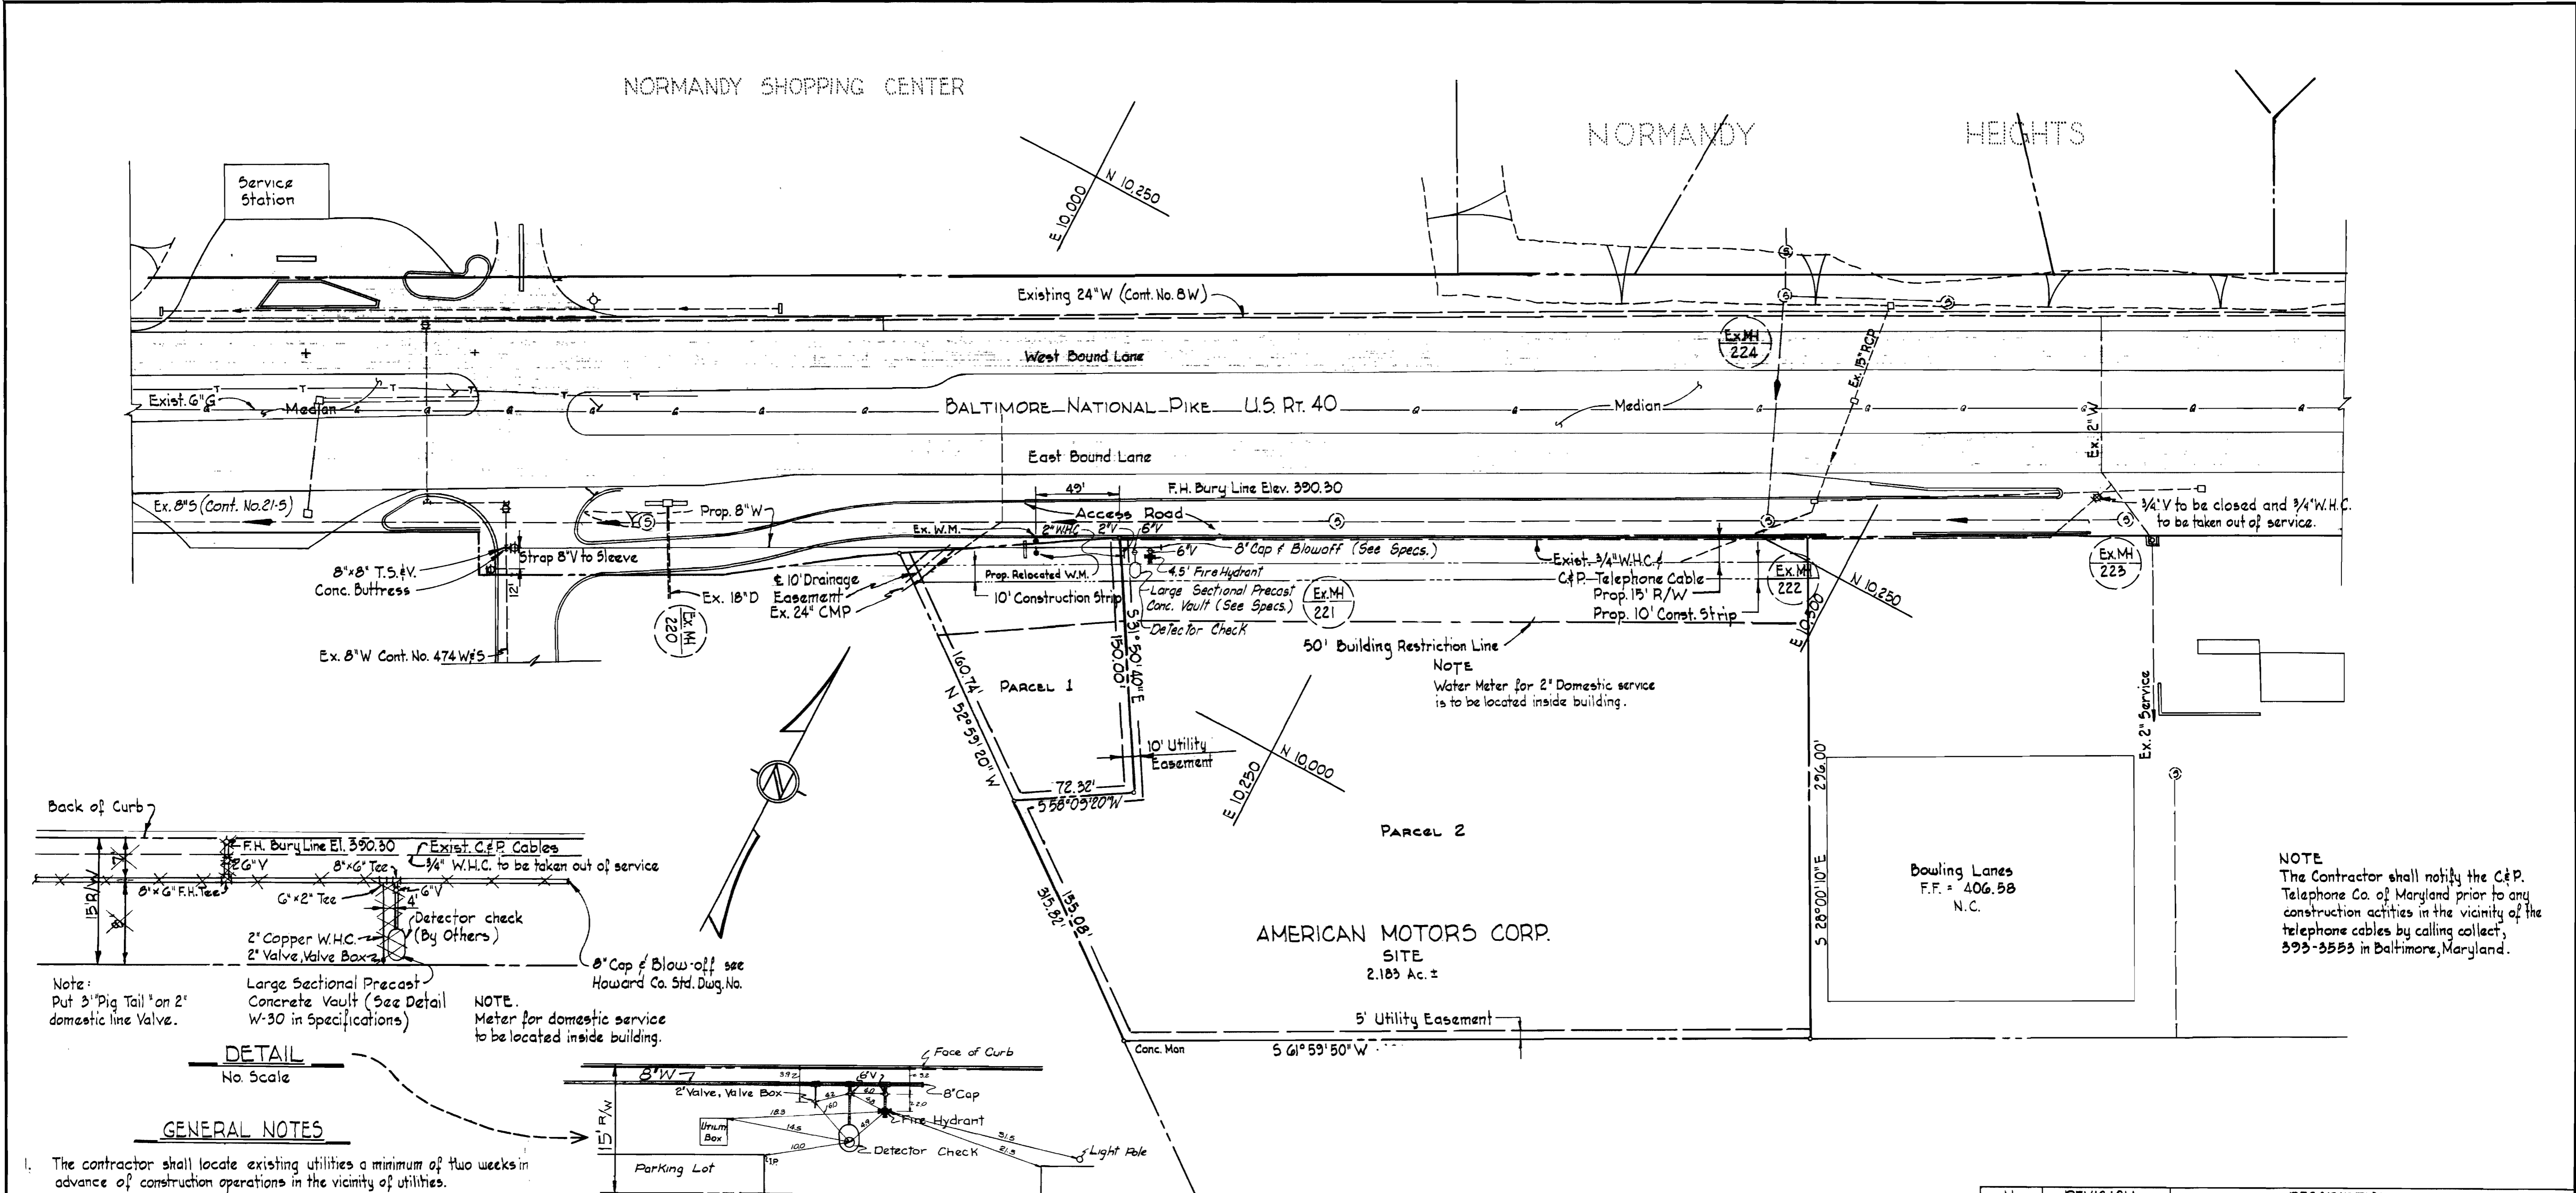 NORMANDY SHOPPING CENTER
NORMANDY HEIGHTS
Service
Station
E 10,000
N 10,250
Existing 24"W (Cont. No. 8W)
Ex.MH
224
Ex. 15" RCP
West Bound Lane
Exist. 6"G
Median
BALTIMORE NATIONAL PIKE U.S. RT. 40
Median
Ex. 2" W
East Bound Lane
49'
F.H. Bury Line Elev. 390.30
Ex. 8"S (Cont. No. 21-S)
Prop. 8"W
Access Road
Ex. W.M.
2" W.H.C.
2"V
6"V
6"V
8" Cap & Blowoff (See Specs.)
3/4" V to be closed and 3/4" W.H.C.
to be taken out of service.
Strap 8"V to Sleeve
8"x8" T.S.&V.
Conc. Buttress
12'
Ex. 18"D
Ex. MH
220
℄ 10' Drainage
Easement
Ex. 24" CMP
Prop. Relocated W.M.
10' Construction Strip
4.5' Fire Hydrant
Large Sectional Precast
Conc. Vault (See Specs.)
Detector Check
Ex.MH
221
Exist. 3/4" W.H.C. &
C.&P. Telephone Cable
Prop. 15' R/W
Prop. 10' Const. Strip
Ex.MH
222
N 10,250
E 10,500
Ex.MH
223
Ex. 8"W Cont. No. 474 W&S
50' Building Restriction Line
NOTE
Water Meter for 2" Domestic service
is to be located inside building.
160.74'
N 52°59'20" W
PARCEL 1
S 31°50'40" E
150.00'
10' Utility
Easement
72.32'
S 58°09'20" W
E 10,250
N 10,000
Ex. 2" Service
296.00'
S 28°00'10" E
PARCEL 2
N
Bowling Lanes
F.F. = 406.58
N.C.
NOTE
The Contractor shall notify the C.&P.
Telephone Co. of Maryland prior to any
construction actities in the vicinity of the
telephone cables by calling collect,
393-3553 in Baltimore, Maryland.
155.08'
315.82'
AMERICAN MOTORS CORP.
SITE
2.183 Ac. ±
5' Utility Easement
Conc. Mon
S 61°59'50" W
Back of Curb
F.H. Bury Line El. 390.30
Exist. C.&P. Cables
6"V
8"x6" Tee
3/4" W.H.C. to be taken out of service
15' R/W
7'
8'
8"x6" F.H. Tee
6"x2" Tee
6"V
4'
Detector check
(By Others)
2" Copper W.H.C.
2" Valve, Valve Box
8" Cap & Blow-off see
Howard Co. Std. Dwg. No.
Note:
Put 3' "Pig Tail" on 2"
domestic line Valve.
Large Sectional Precast
Concrete Vault (See Detail
W-30 in Specifications)
NOTE.
Meter for domestic service
to be located inside building.
DETAIL
No. Scale
Face of Curb
8"W
6"V
2" Valve, Valve Box
8" Cap
18.3
Fire Hydrant
Utility
Box
14.5
10.0
Detector Check
31.5
21.3
Light Pole
15' R/W
Parking Lot
GENERAL NOTES
1. The contractor shall locate existing utilities a minimum of two weeks in
advance of construction operations in the vicinity of utilities.